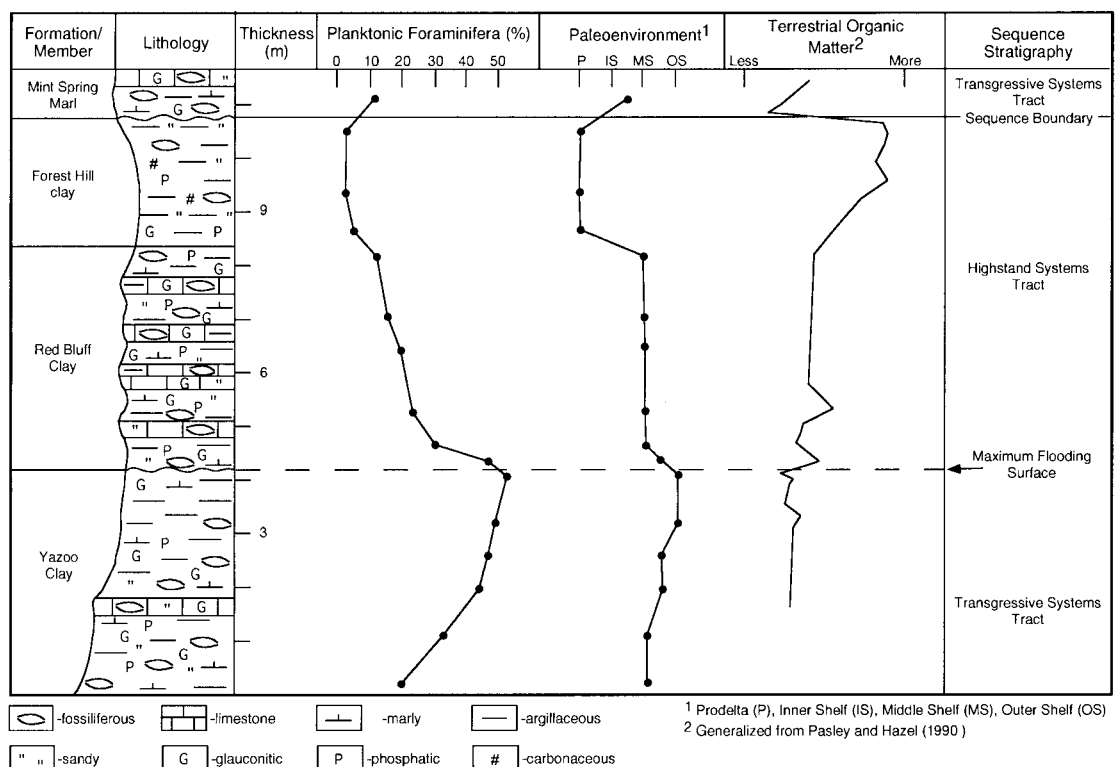 Formation/
Member
Lithology
Thickness
(m)
Planktonic Foraminifera (%)
0 10 20 30 40 50
Paleoenvironment1
P IS MS OS
Terrestrial Organic
Matter2
Less More
Sequence
Stratigraphy
Mint Spring
Marl
G "
G
Transgressive Systems
Tract
Sequence Boundary
" "
# "
P
Forest Hill
clay
#
" "
9
G P
P
G
G
Highstand Systems
Tract
" P
G
G
Red Bluff
Clay
G P "
6
G "
"
P
"
P
"
Maximum Flooding
Surface
G
3
P
G
Yazoo
Clay
G
"
" G
Transgressive Systems
Tract
P
G
"
P "
-fossiliferous
-limestone
-marly
-argillaceous
" " -sandy
G -glauconitic
P -phosphatic
# -carbonaceous
1 Prodelta (P), Inner Shelf (IS), Middle Shelf (MS), Outer Shelf (OS)
2 Generalized from Pasley and Hazel (1990)